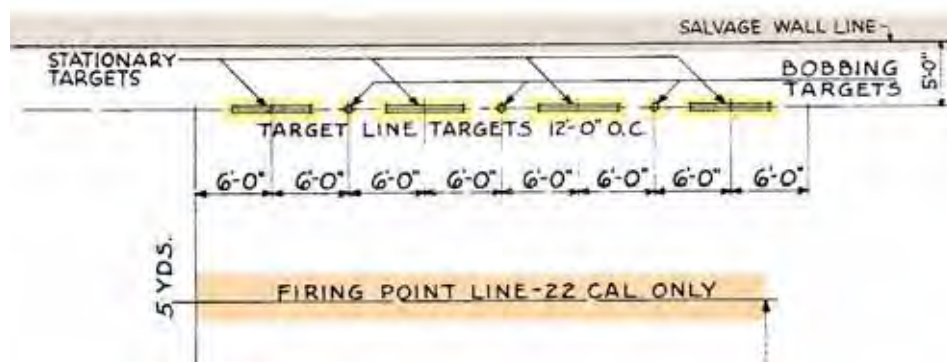 SALVAGE WALL LINE
STATIONARY
TARGETS
BOBBING
TARGETS
5'-0"
TARGET LINE TARGETS 12'-0" O.C.
6'-0" 6'-0" 6'-0" 6'-0" 6'-0" 6'-0" 6'-0" 6'-0"
5 YDS.
FIRING POINT LINE-22 CAL ONLY